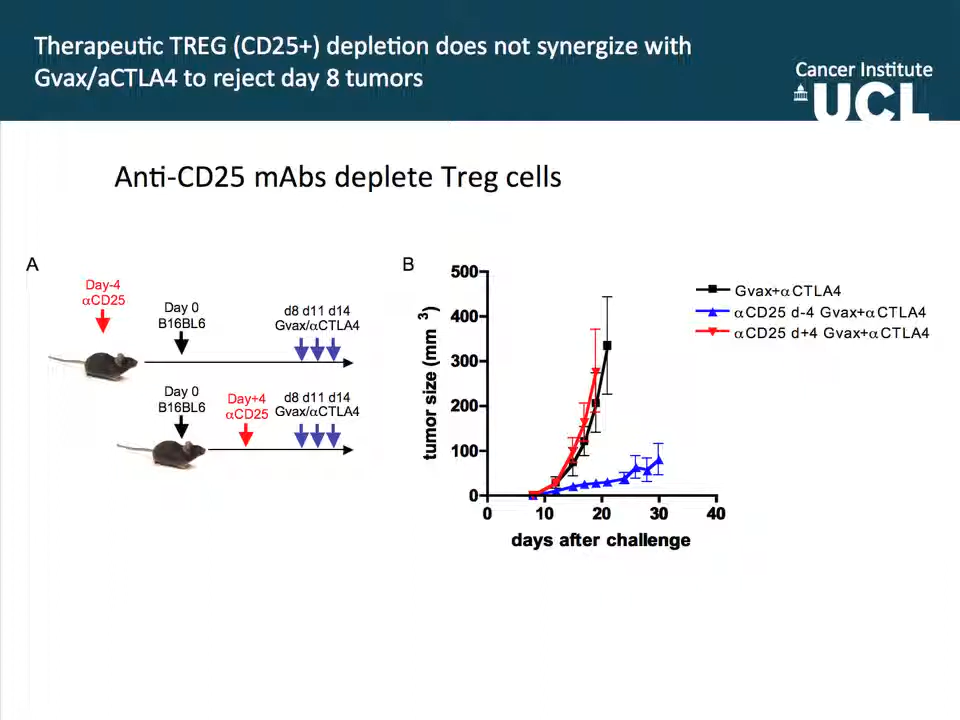 Therapeutic TREG (CD25+) depletion does not synergize with
Gvax/aCTLA4 to reject day 8 tumors
Cancer Institute
UCL
Anti-CD25 mAbs deplete Treg cells
A
Day-4
αCD25
Day 0
B16BL6
d8 d11 d14
Gvax/αCTLA4
Day 0
B16BL6
Day+4
αCD25
d8 d11 d14
Gvax/αCTLA4
B
500
400
300
200
100
0
tumor size (mm 3)
0 10 20 30 40
days after challenge
Gvax+αCTLA4
αCD25 d-4 Gvax+αCTLA4
αCD25 d+4 Gvax+αCTLA4